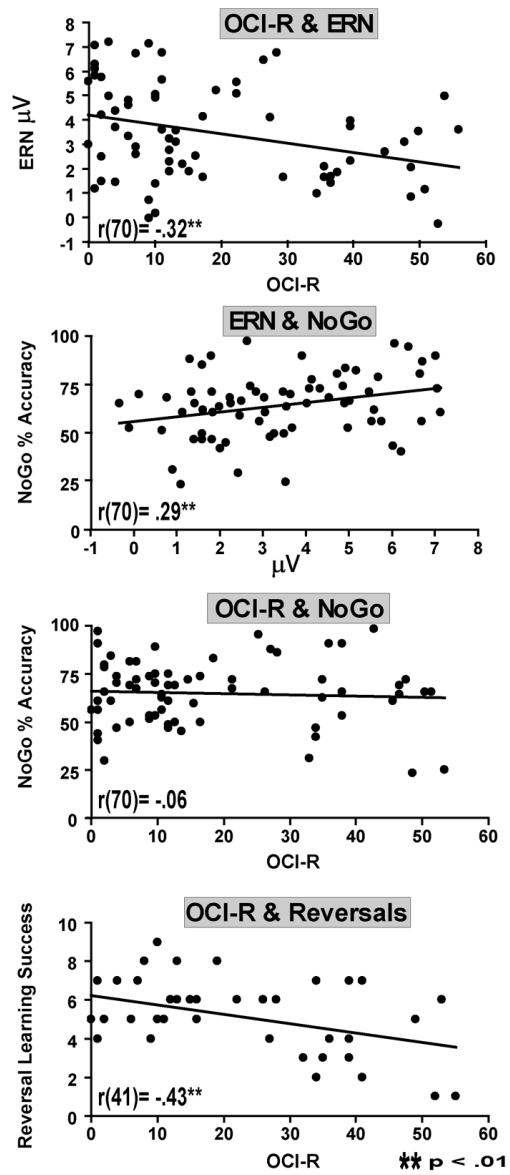 OCI-R & ERN
8
7
6
5
4
3
2
1
0
-1
ERN µV
r(70)= -.32**
0 10 20 30 40 50 60
OCI-R
ERN & NoGo
100
75
50
25
0
NoGo % Accuracy
r(70)= .29**
-1 0 1 2 3 4 5 6 7 8
µV
OCI-R & NoGo
100
75
50
25
0
NoGo % Accuracy
r(70)= -.06
0 10 20 30 40 50 60
OCI-R
OCI-R & Reversals
10
8
6
4
2
0
Reversal Learning Success
r(41)= -.43**
0 10 20 30 40 50 60
OCI-R
** p < .01